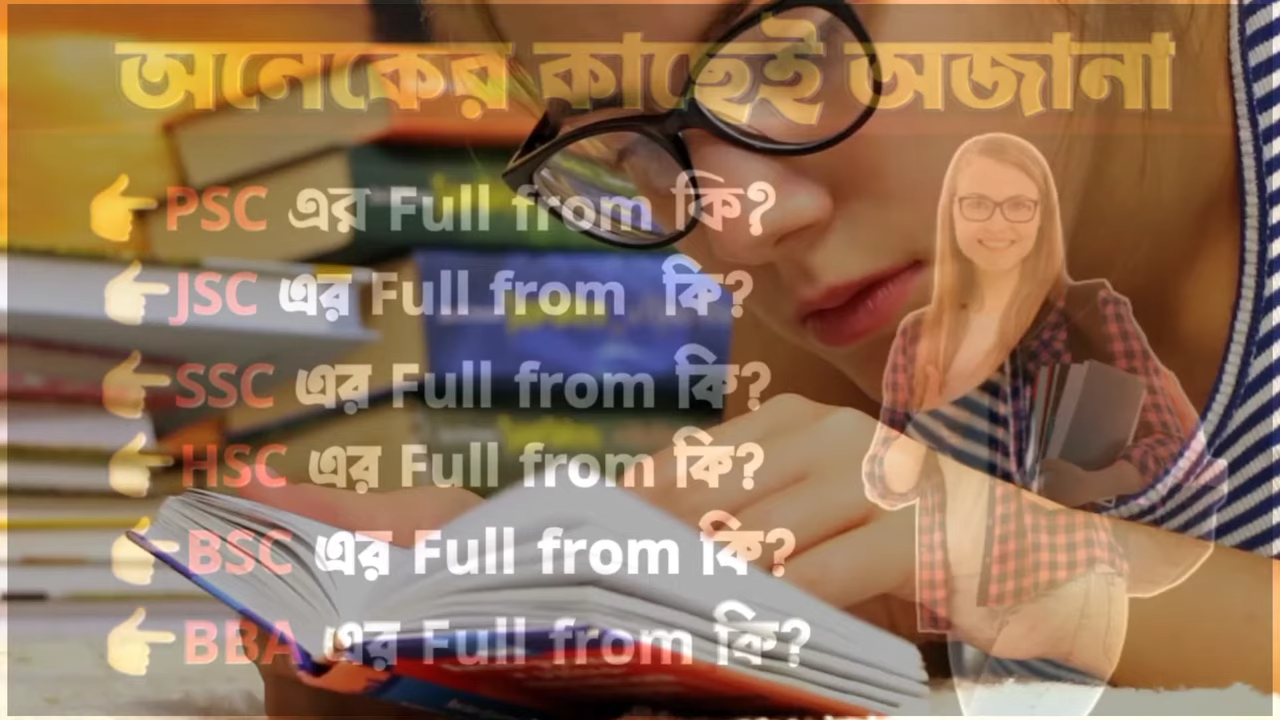 অনেকের কাছেই অজানা
👉 PSC এর Full from কি?
👉 JSC এর Full from কি?
👉 SSC এর Full from কি?
👉 HSC এর Full from কি?
👉 BSC এর Full from কি?
👉 BBA এর Full from কি?